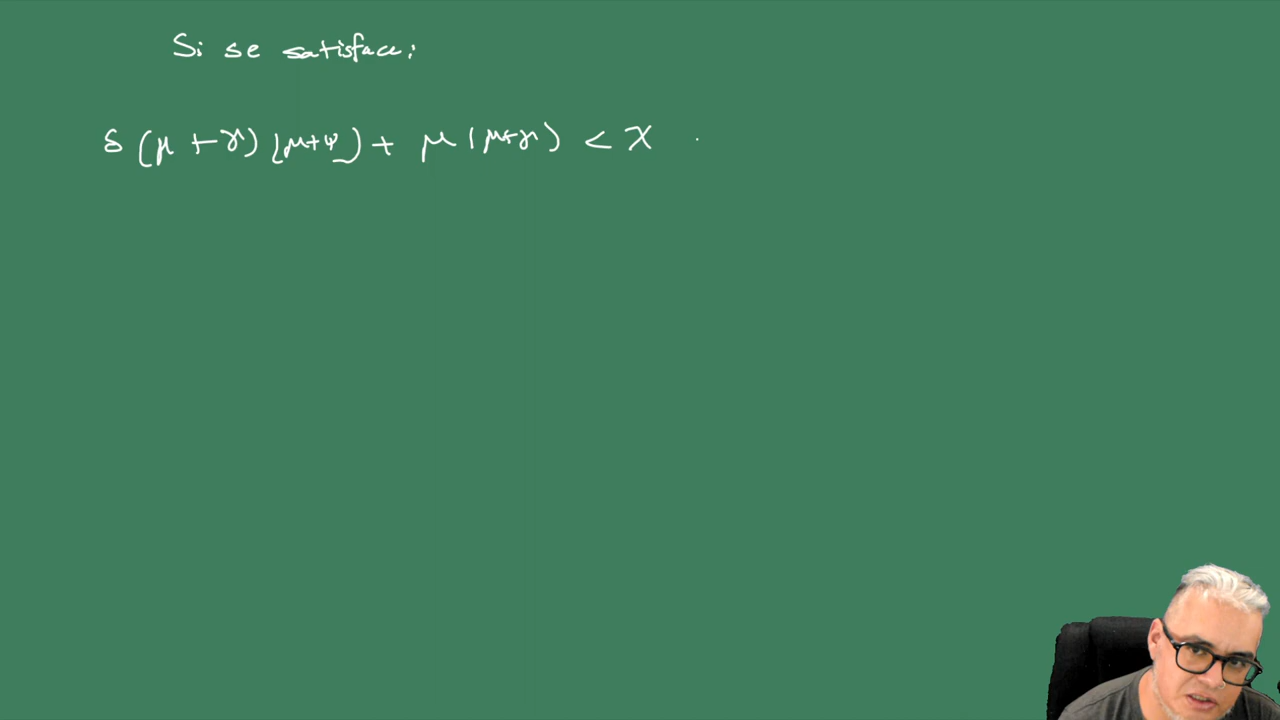 Si se satisface:
δ (μ + γ) (μ+ψ) + μ (μ+γ) < χ